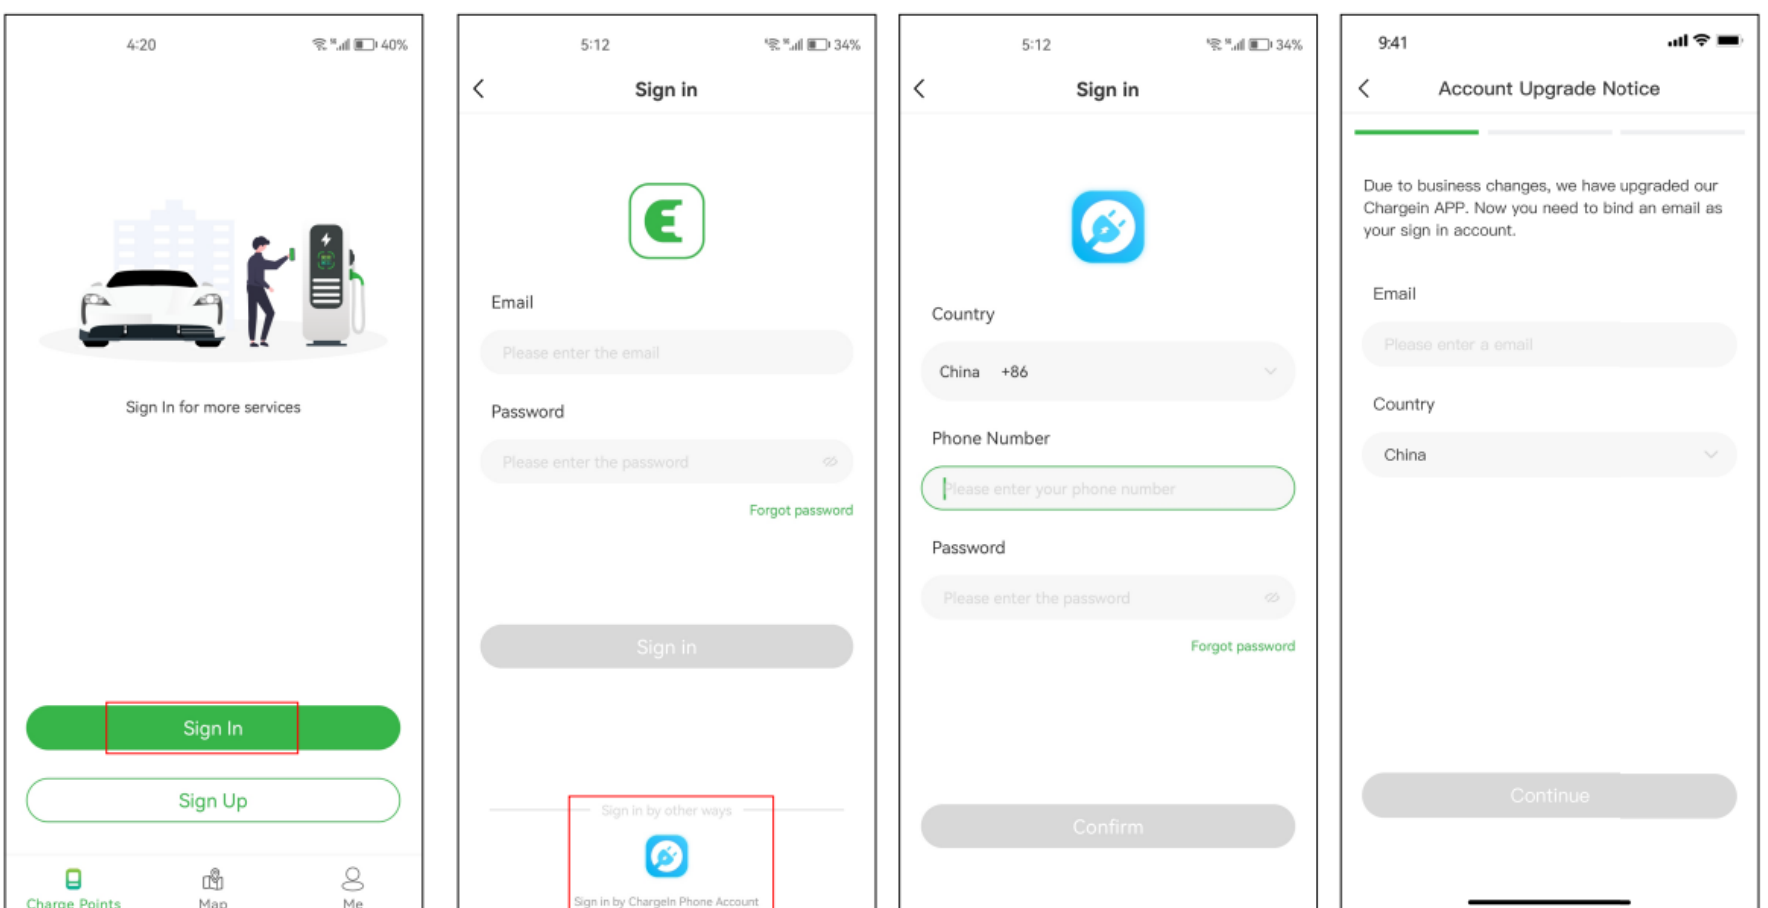 4:20
40%
Sign In for more services
Sign In
Sign Up
Charge Points
Map
Me
5:12
34%
Sign in
Email
Please enter the email
Password
Please enter the password
Forgot password
Sign in
Sign in by other ways
Sign in by ChargeIn Phone Account
5:12
34%
Sign in
Country
China +86
Phone Number
Please enter your phone number
Password
Please enter the password
Forgot password
Confirm
9:41
Account Upgrade Notice
Due to business changes, we have upgraded our
Chargein APP. Now you need to bind an email as
your sign in account.
Email
Please enter a email
Country
China
Continue